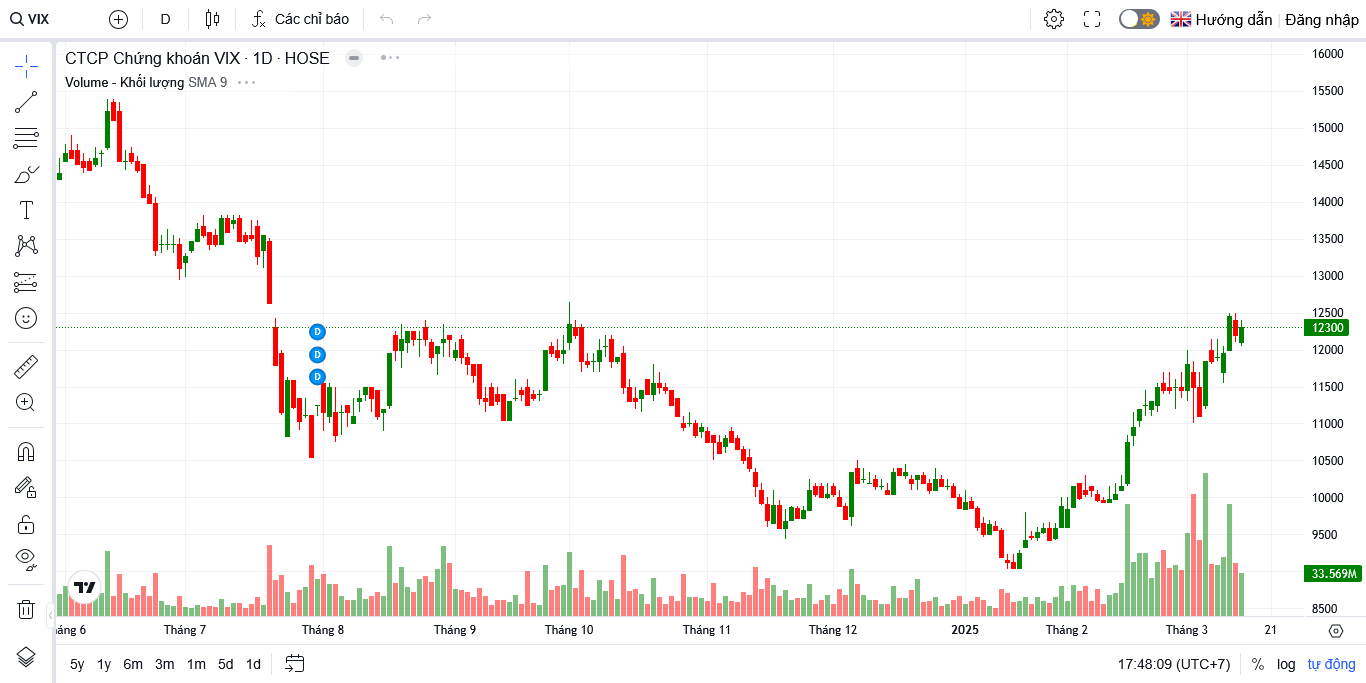 VIX D Các chỉ báo Hướng dẫn Đăng nhập
CTCP Chứng khoán VIX · 1D · HOSE
Volume - Khối lượng SMA 9
16000
15500
15000
14500
14000
13500
13000
12500
12300
12000
11500
11000
10500
10000
9500
33.569M
8500
D
D
D
áng 6 Tháng 7 Tháng 8 Tháng 9 Tháng 10 Tháng 11 Tháng 12 2025 Tháng 2 Tháng 3 21
5y 1y 6m 3m 1m 5d 1d 17:48:09 (UTC+7) % log tự động